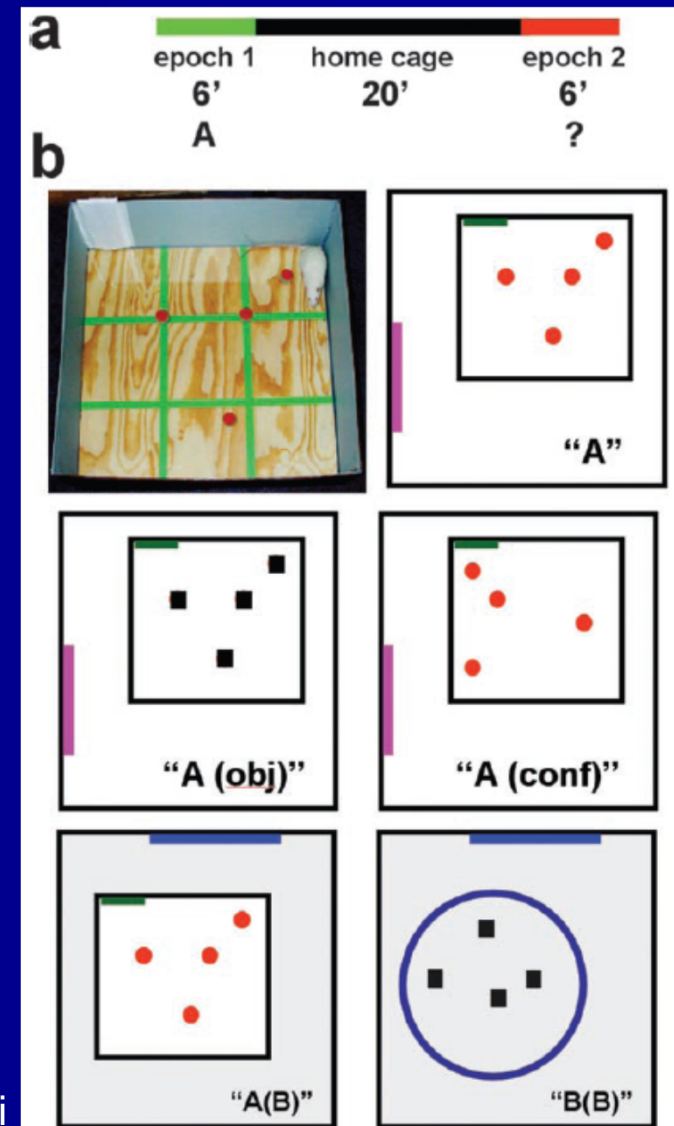 a
epoch 1 home cage epoch 2
6’ 20’ 6’
A ?
b
“A”
“A (obj)” “A (conf)”
“A(B)” “B(B)”
i